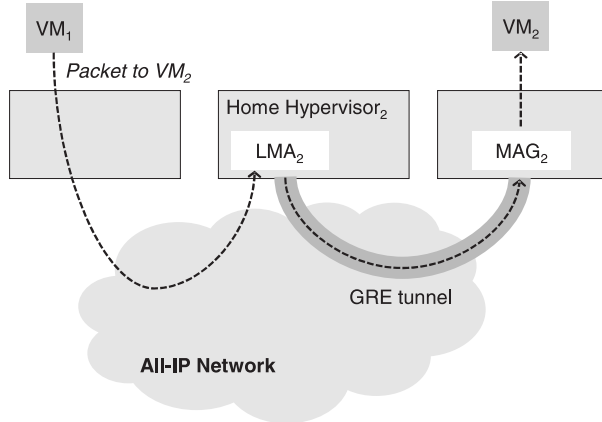 VM₁
VM₂
Packet to VM₂
Home Hypervisor₂
LMA₂
MAG₂
GRE tunnel
All-IP Network